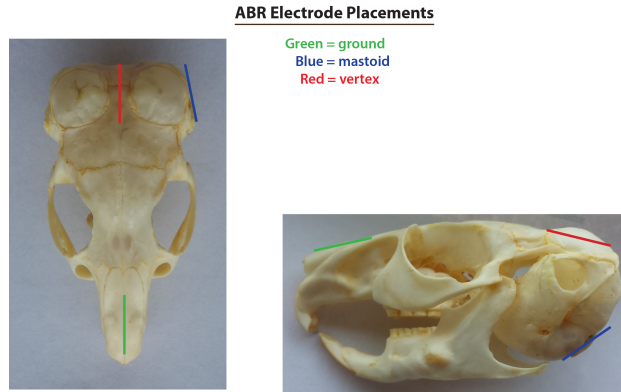 ABR Electrode Placements
Green = ground
Blue = mastoid
Red = vertex